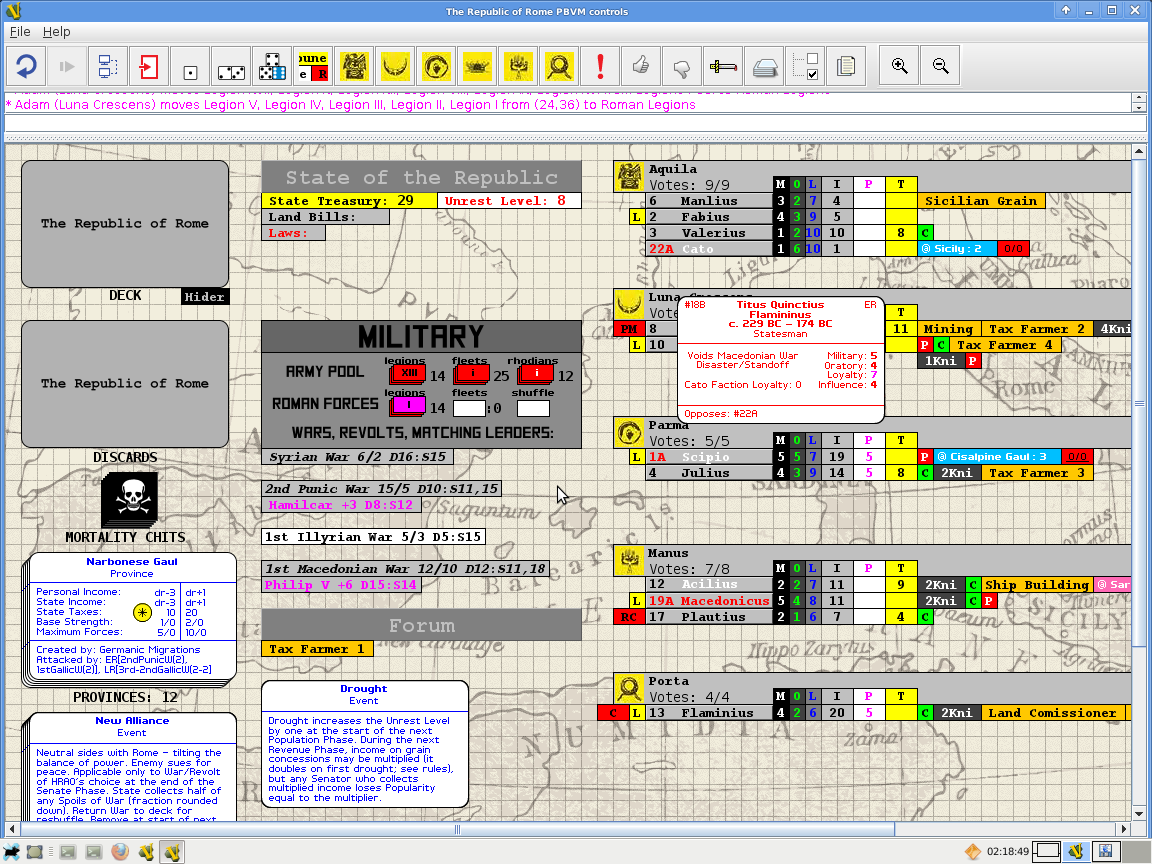 The Republic of Rome PBVM controls
File Help
oune
e R
* Adam (Luna Crescens) moves Legion V, Legion IV, Legion III, Legion II, Legion I from (24,36) to Roman Legions
The Republic of Rome
DECK Hider
The Republic of Rome
DISCARDS
MORTALITY CHITS
Narbonese Gaul
Province
Personal Income: dr-3 dr+1
State Income: dr-3 dr+1
State Taxes: 10 20
Base Strength: 1/0 2/0
Maximum Forces: 5/0 10/0
Created by: Germanic Migrations
Attacked by: ER[2ndPunicW(2),
1stGallicW(2)], LR[3rd-2ndGallicW(2-2]
PROVINCES: 12
New Alliance
Event
Neutral sides with Rome - tilting the
balance of power. Enemy sues for
peace. Applicable only to War/Revolt
of HRAO's choice at the end of the
Senate Phase. State collects half of
any Spoils of War (fraction rounded
down). Return War to deck for
reshuffle. Remove at start of next
State of the Republic
State Treasury: 29 Unrest Level: 8
Land Bills:
Laws:
MILITARY
legions fleets rhodians
ARMY POOL XIII 14 i 25 i 12
legions fleets shuffle
ROMAN FORCES I 14 :0
WARS, REVOLTS, MATCHING LEADERS:
Syrian War 6/2 D16:S15
2nd Punic War 15/5 D10:S11,15
Hamilcar +3 D8:S12
1st Illyrian War 5/3 D5:S15
1st Macedonian War 12/10 D12:S11,18
Philip V +6 D15:S14
Forum
Tax Farmer 1
Drought
Event
Drought increases the Unrest Level
by one at the start of the next
Population Phase. During the next
Revenue Phase, income on grain
concessions may be multiplied (it
doubles on first drought; see rules),
but any Senator who collects
multiplied income loses Popularity
equal to the multiplier.
Aquila
Votes: 9/9 M O L I P T
6 Manlius 3 2 7 4 Sicilian Grain
L 2 Fabius 4 3 9 5
3 Valerius 1 2 10 10 8 C
22A Cato 1 6 10 1 @ Sicily : 2 0/0
Luna Crescens
Vote T
PM 8 11 Mining Tax Farmer 2 4Kni
L 10 P C Tax Farmer 4
1Kni P
#18B Titus Quinctius ER
Flamininus
c. 229 BC - 174 BC
Statesman
Voids Macedonian War Military: 5
Disaster/Standoff Oratory: 4
Loyalty: 7
Cato Faction Loyalty: 0 Influence: 4
Opposes: #22A
Parma
Votes: 5/5 M O L I P T
L 1A Scipio 5 5 7 19 5 P @ Cisalpine Gaul : 3 0/0
4 Julius 4 3 9 14 5 8 C 2Kni Tax Farmer 3
Manus
Votes: 7/8 M O L I P T
12 Acilius 2 2 7 11 9 2Kni C Ship Building @ Sar
L 19A Macedonicus 5 4 8 11 2Kni C P
RC 17 Plautius 2 1 6 7 4 C
Porta
Votes: 4/4 M O L I P T
C L 13 Flaminius 4 2 6 20 5 C 2Kni Land Comissioner
Saguntum
Balearic Is.
Hippo Zarytus
NUMIDIA
Zama
Rome
SICILY
02:18:49